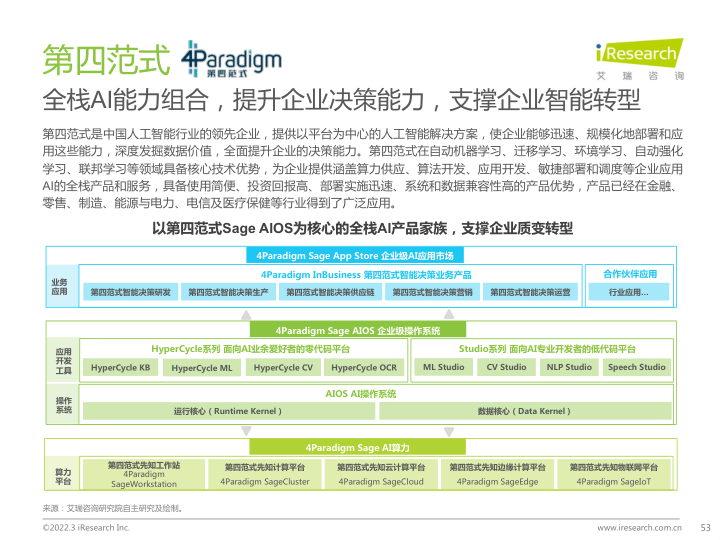 第四范式
4Paradigm
第四范式
iResearch
艾瑞咨询
全栈AI能力组合，提升企业决策能力，支撑企业智能转型
第四范式是中国人工智能行业的领先企业，提供以平台为中心的人工智能解决方案，使企业能够迅速、规模化地部署和应
用这些能力，深度发掘数据价值，全面提升企业的决策能力。第四范式在自动机器学习、迁移学习、环境学习、自动强化
学习、联邦学习等领域具备核心技术优势，为企业提供涵盖算力供应、算法开发、应用开发、敏捷部署和调度等企业应用
AI的全栈产品和服务，具备使用简便、投资回报高、部署实施迅速、系统和数据兼容性高的产品优势，产品已经在金融、
零售、制造、能源与电力、电信及医疗保健等行业得到了广泛应用。
以第四范式Sage AIOS为核心的全栈AI产品家族，支撑企业质变转型
4Paradigm Sage App Store 企业级AI应用市场
业务
应用
4Paradigm InBusiness 第四范式智能决策业务产品
合作伙伴应用
第四范式智能决策研发
第四范式智能决策生产
第四范式智能决策供应链
第四范式智能决策营销
第四范式智能决策运营
行业应用...
4Paradigm Sage AIOS 企业级操作系统
应用
开发
工具
HyperCycle系列 面向AI业余爱好者的零代码平台
Studio系列 面向AI专业开发者的低代码平台
HyperCycle KB
HyperCycle ML
HyperCycle CV
HyperCycle OCR
ML Studio
CV Studio
NLP Studio
Speech Studio
操作
系统
AIOS AI操作系统
运行核心（Runtime Kernel）
数据核心（Data Kernel）
4Paradigm Sage AI算力
算力
平台
第四范式先知工作站
4Paradigm
SageWorkstation
第四范式先知计算平台
4Paradigm SageCluster
第四范式先知云计算平台
4Paradigm SageCloud
第四范式先知边缘计算平台
4Paradigm SageEdge
第四范式先知物联网平台
4Paradigm SageIoT
来源：艾瑞咨询研究院自主研究及绘制。
©2022.3 iResearch Inc.
www.iresearch.com.cn
53